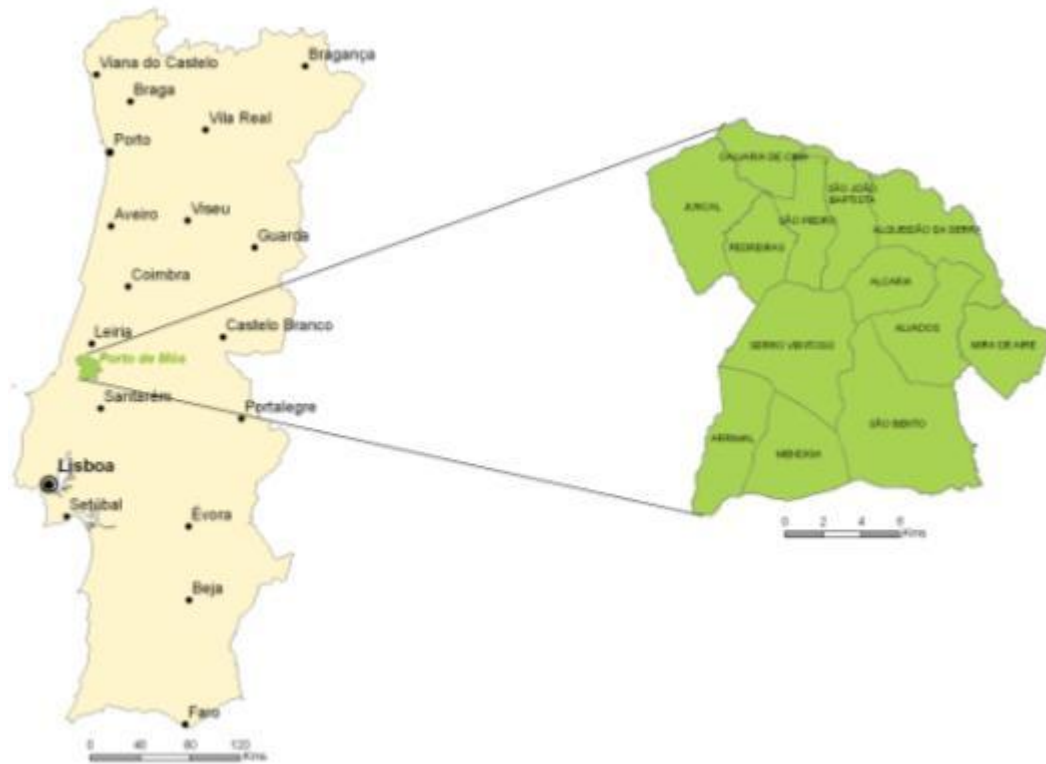 Bragança
Viana do Castelo
Braga
Vila Real
Porto
Aveiro
Viseu
Guarda
Coimbra
Leiria
Castelo Branco
Porto de Mós
Santarém
Portalegre
Lisboa
Setúbal
Évora
Beja
Faro
0 40 80 120
Kms
CALVARIA DE CIMA
SÃO JOÃO
BAPTISTA
JUNCAL
SÃO PEDRO
ALQUEIDÃO DA SERRA
PEDREIRAS
ALCARIA
ALVADOS
SERRO VENTOSO
MIRA DE AIRE
SÃO BENTO
ARRIMAL
MENDIGA
0 2 4 6
Kms